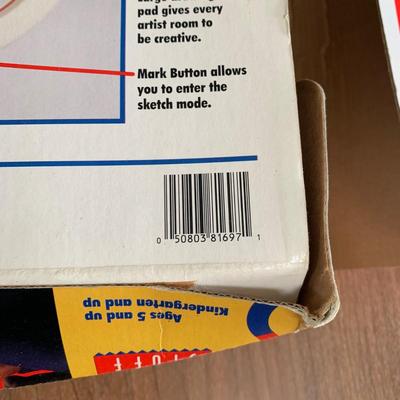 pad gives every
artist room to
be creative.
Mark Button allows
you to enter the
sketch mode.
0 50803 81697 1
Ages 5 and up
Kindergarten and up